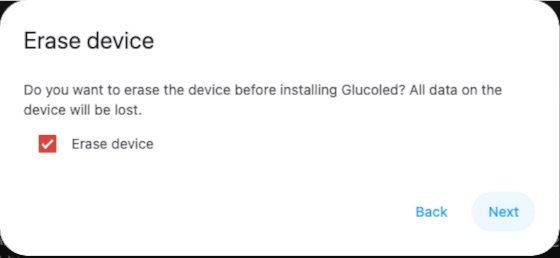 Erase device
Do you want to erase the device before installing Glucoled? All data on the
device will be lost.
Erase device
Back
Next